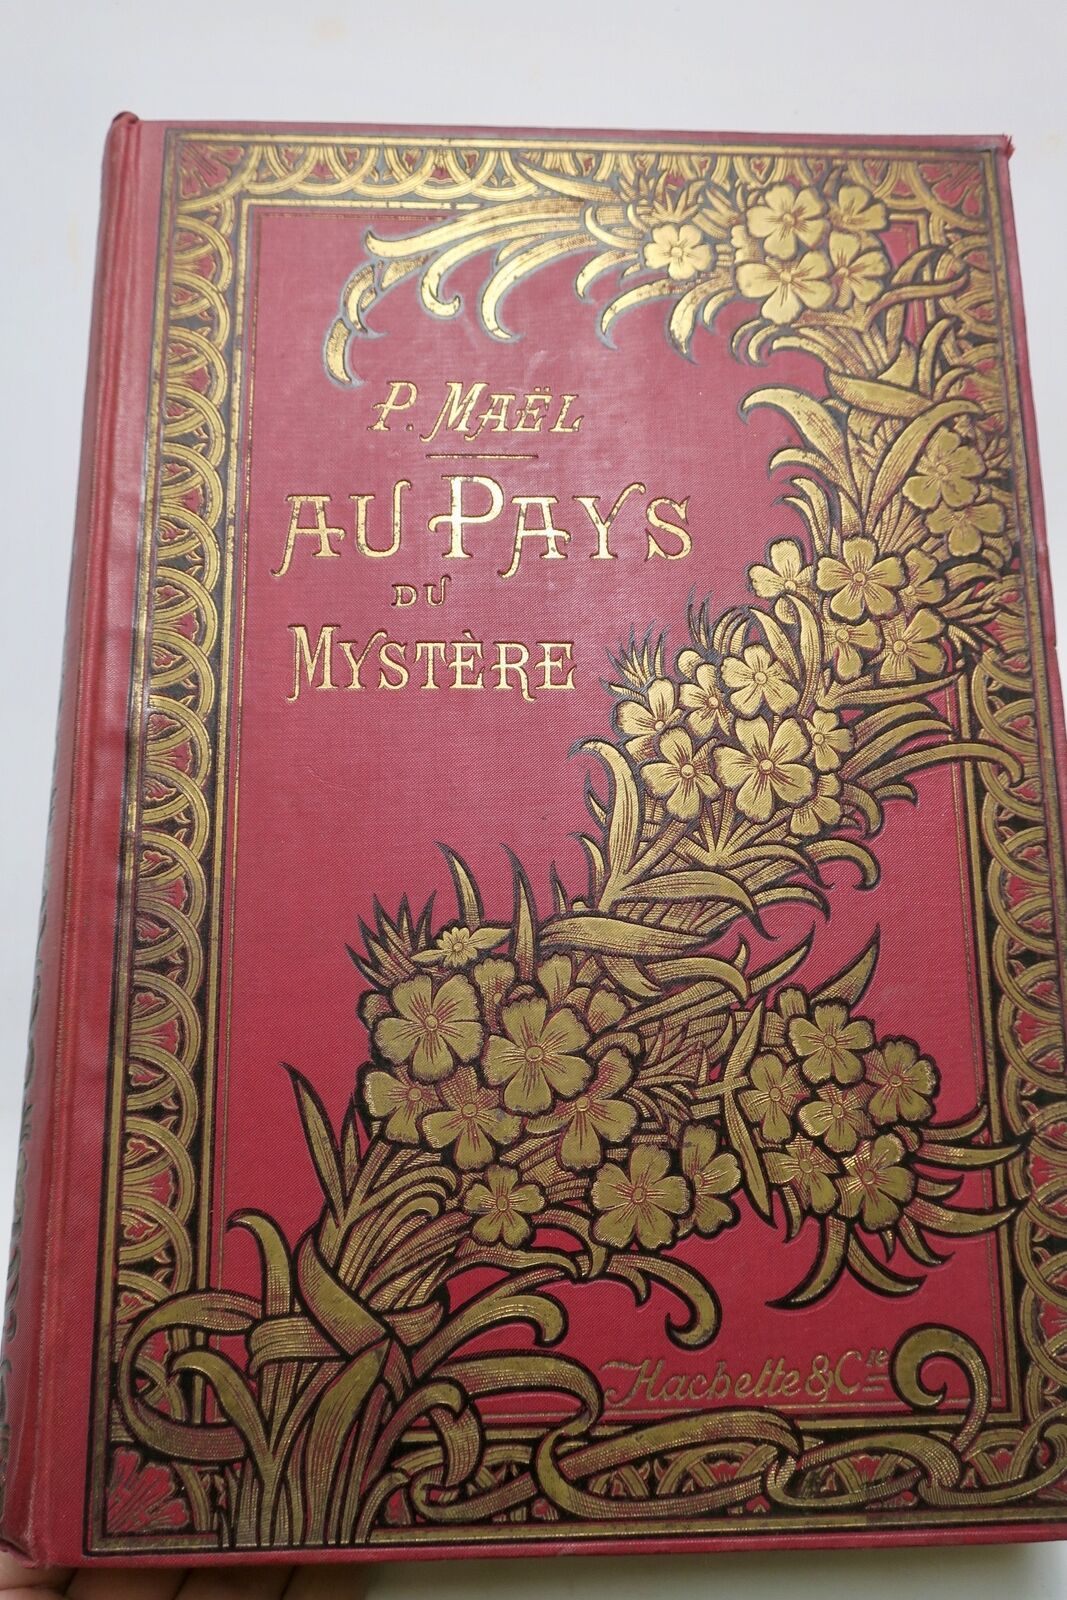 P. MAËL
AU PAYS
DU
MYSTÈRE
Hachette & Cie